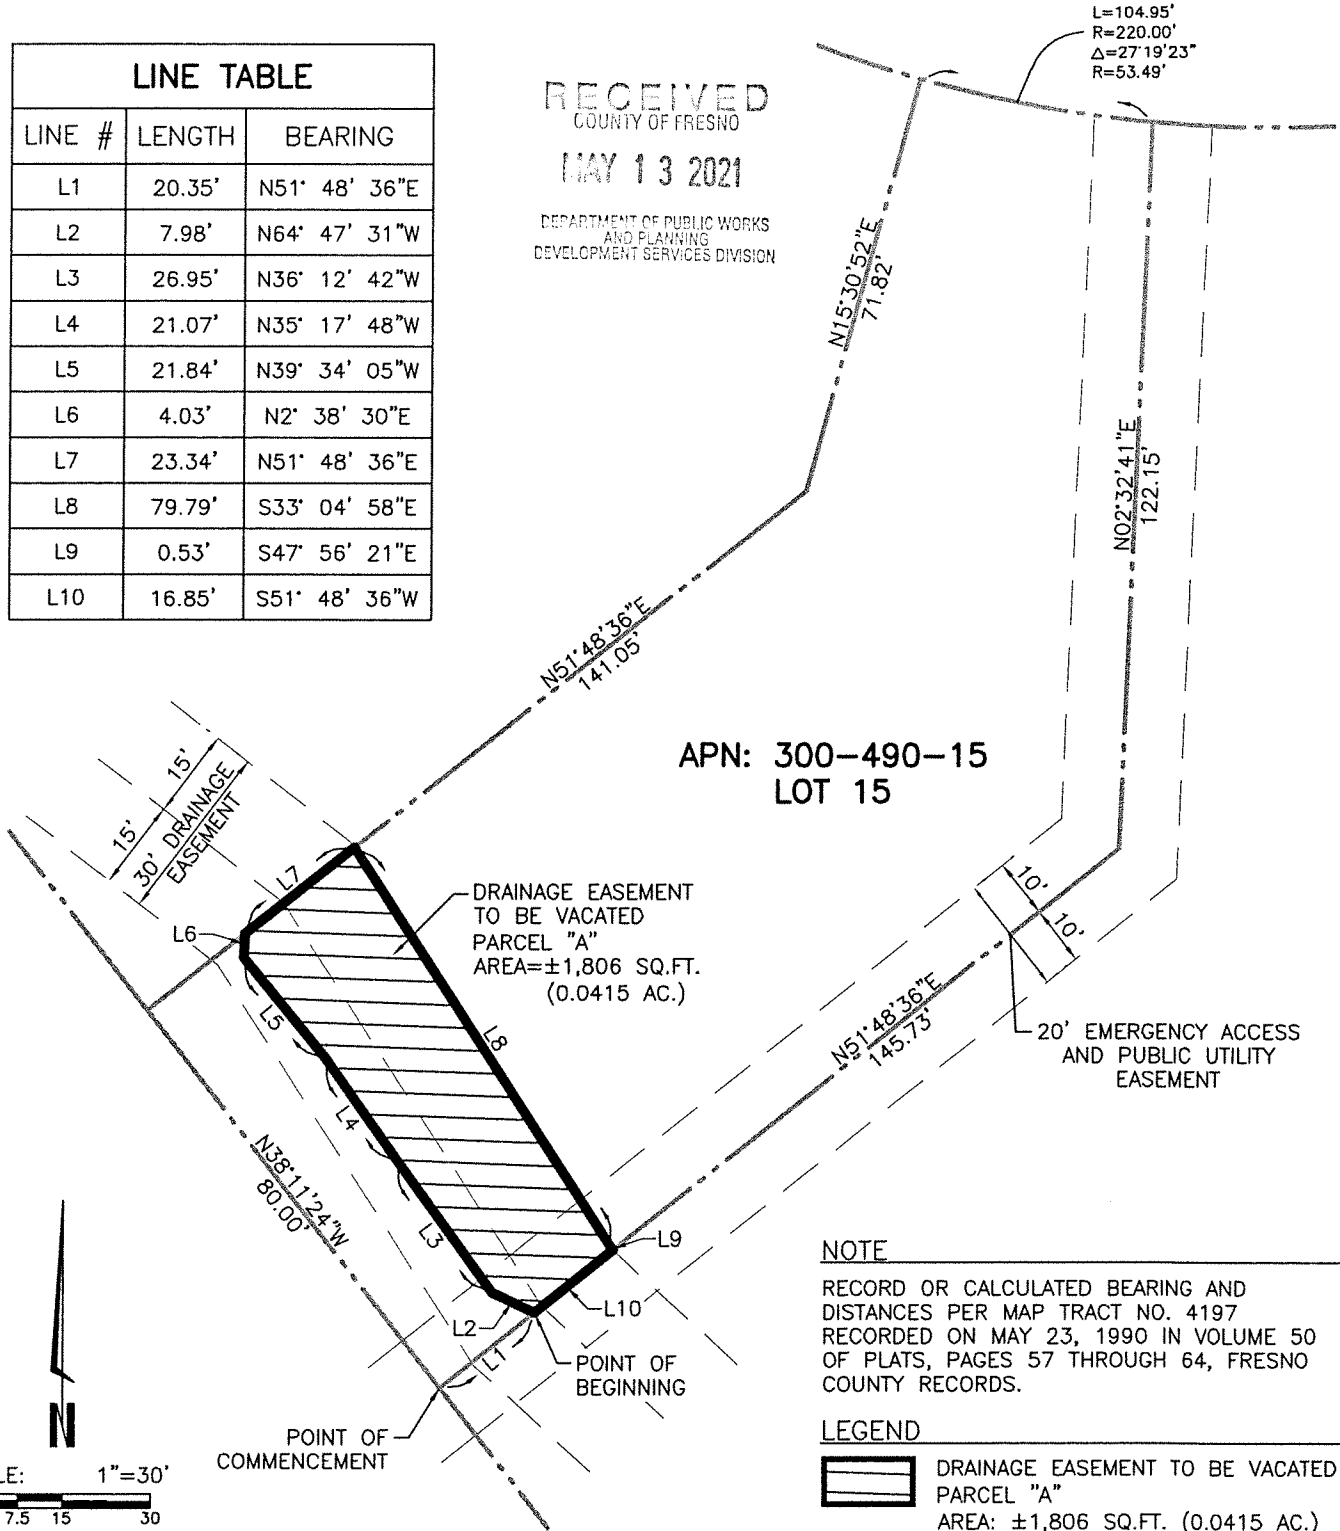 LINE TABLE
LINE # LENGTH BEARING
L1 20.35' N51° 48' 36"E
L2 7.98' N64° 47' 31"W
L3 26.95' N36° 12' 42"W
L4 21.07' N35° 17' 48"W
L5 21.84' N39° 34' 05"W
L6 4.03' N2° 38' 30"E
L7 23.34' N51° 48' 36"E
L8 79.79' S33° 04' 58"E
L9 0.53' S47° 56' 21"E
L10 16.85' S51° 48' 36"W
RECEIVED
COUNTY OF FRESNO
MAY 13 2021
DEPARTMENT OF PUBLIC WORKS
AND PLANNING
DEVELOPMENT SERVICES DIVISION
L=104.95'
R=220.00'
Δ=27°19'23"
R=53.49'
N15°30'52"E
71.82'
N02°32'41"E
122.15'
N51°48'36"E
141.05'
APN: 300-490-15
LOT 15
15'
15'
30' DRAINAGE
EASEMENT
L7
L6
DRAINAGE EASEMENT
TO BE VACATED
PARCEL "A"
AREA=±1,806 SQ.FT.
(0.0415 AC.)
10'
10'
L5
L8
N51°48'36"E
145.73'
20' EMERGENCY ACCESS
AND PUBLIC UTILITY
EASEMENT
L4
N38°11'24"W
80.00'
L3
L9
L10
L2
L1
POINT OF
BEGINNING
POINT OF
COMMENCEMENT
N
LE: 1"=30'
7.5 15 30
NOTE
RECORD OR CALCULATED BEARING AND
DISTANCES PER MAP TRACT NO. 4197
RECORDED ON MAY 23, 1990 IN VOLUME 50
OF PLATS, PAGES 57 THROUGH 64, FRESNO
COUNTY RECORDS.
LEGEND
DRAINAGE EASEMENT TO BE VACATED
PARCEL "A"
AREA: ±1,806 SQ.FT. (0.0415 AC.)